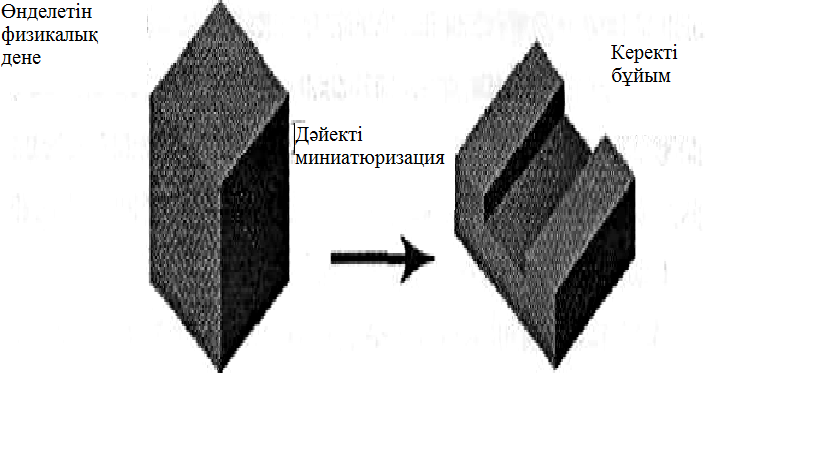 Өнделетін
физикалық
дене
Дәйекті
миниатюризация
Керекті
бұйым